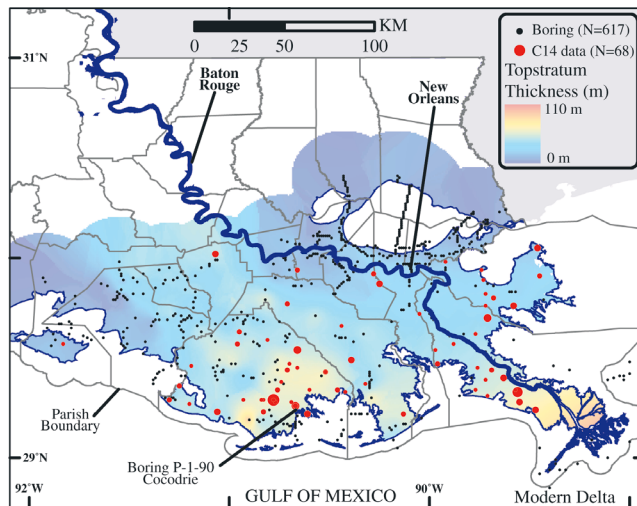 KM
0 25 50 100
Boring (N=617)
C14 data (N=68)
Topstratum
Thickness (m)
110 m
0 m
31°N
Baton
Rouge
New
Orleans
Parish
Boundary
Boring P-1-90
Cocodrie
29°N
92°W
GULF OF MEXICO
90°W
Modern Delta